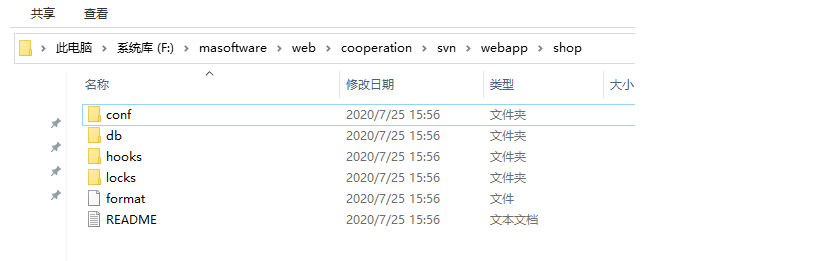 共享 查看
此电脑 > 系统库 (F:) > masoftware > web > cooperation > svn > webapp > shop
名称 修改日期 类型 大小
conf 2020/7/25 15:56 文件夹
db 2020/7/25 15:56 文件夹
hooks 2020/7/25 15:56 文件夹
locks 2020/7/25 15:56 文件夹
format 2020/7/25 15:56 文件
README 2020/7/25 15:56 文本文档